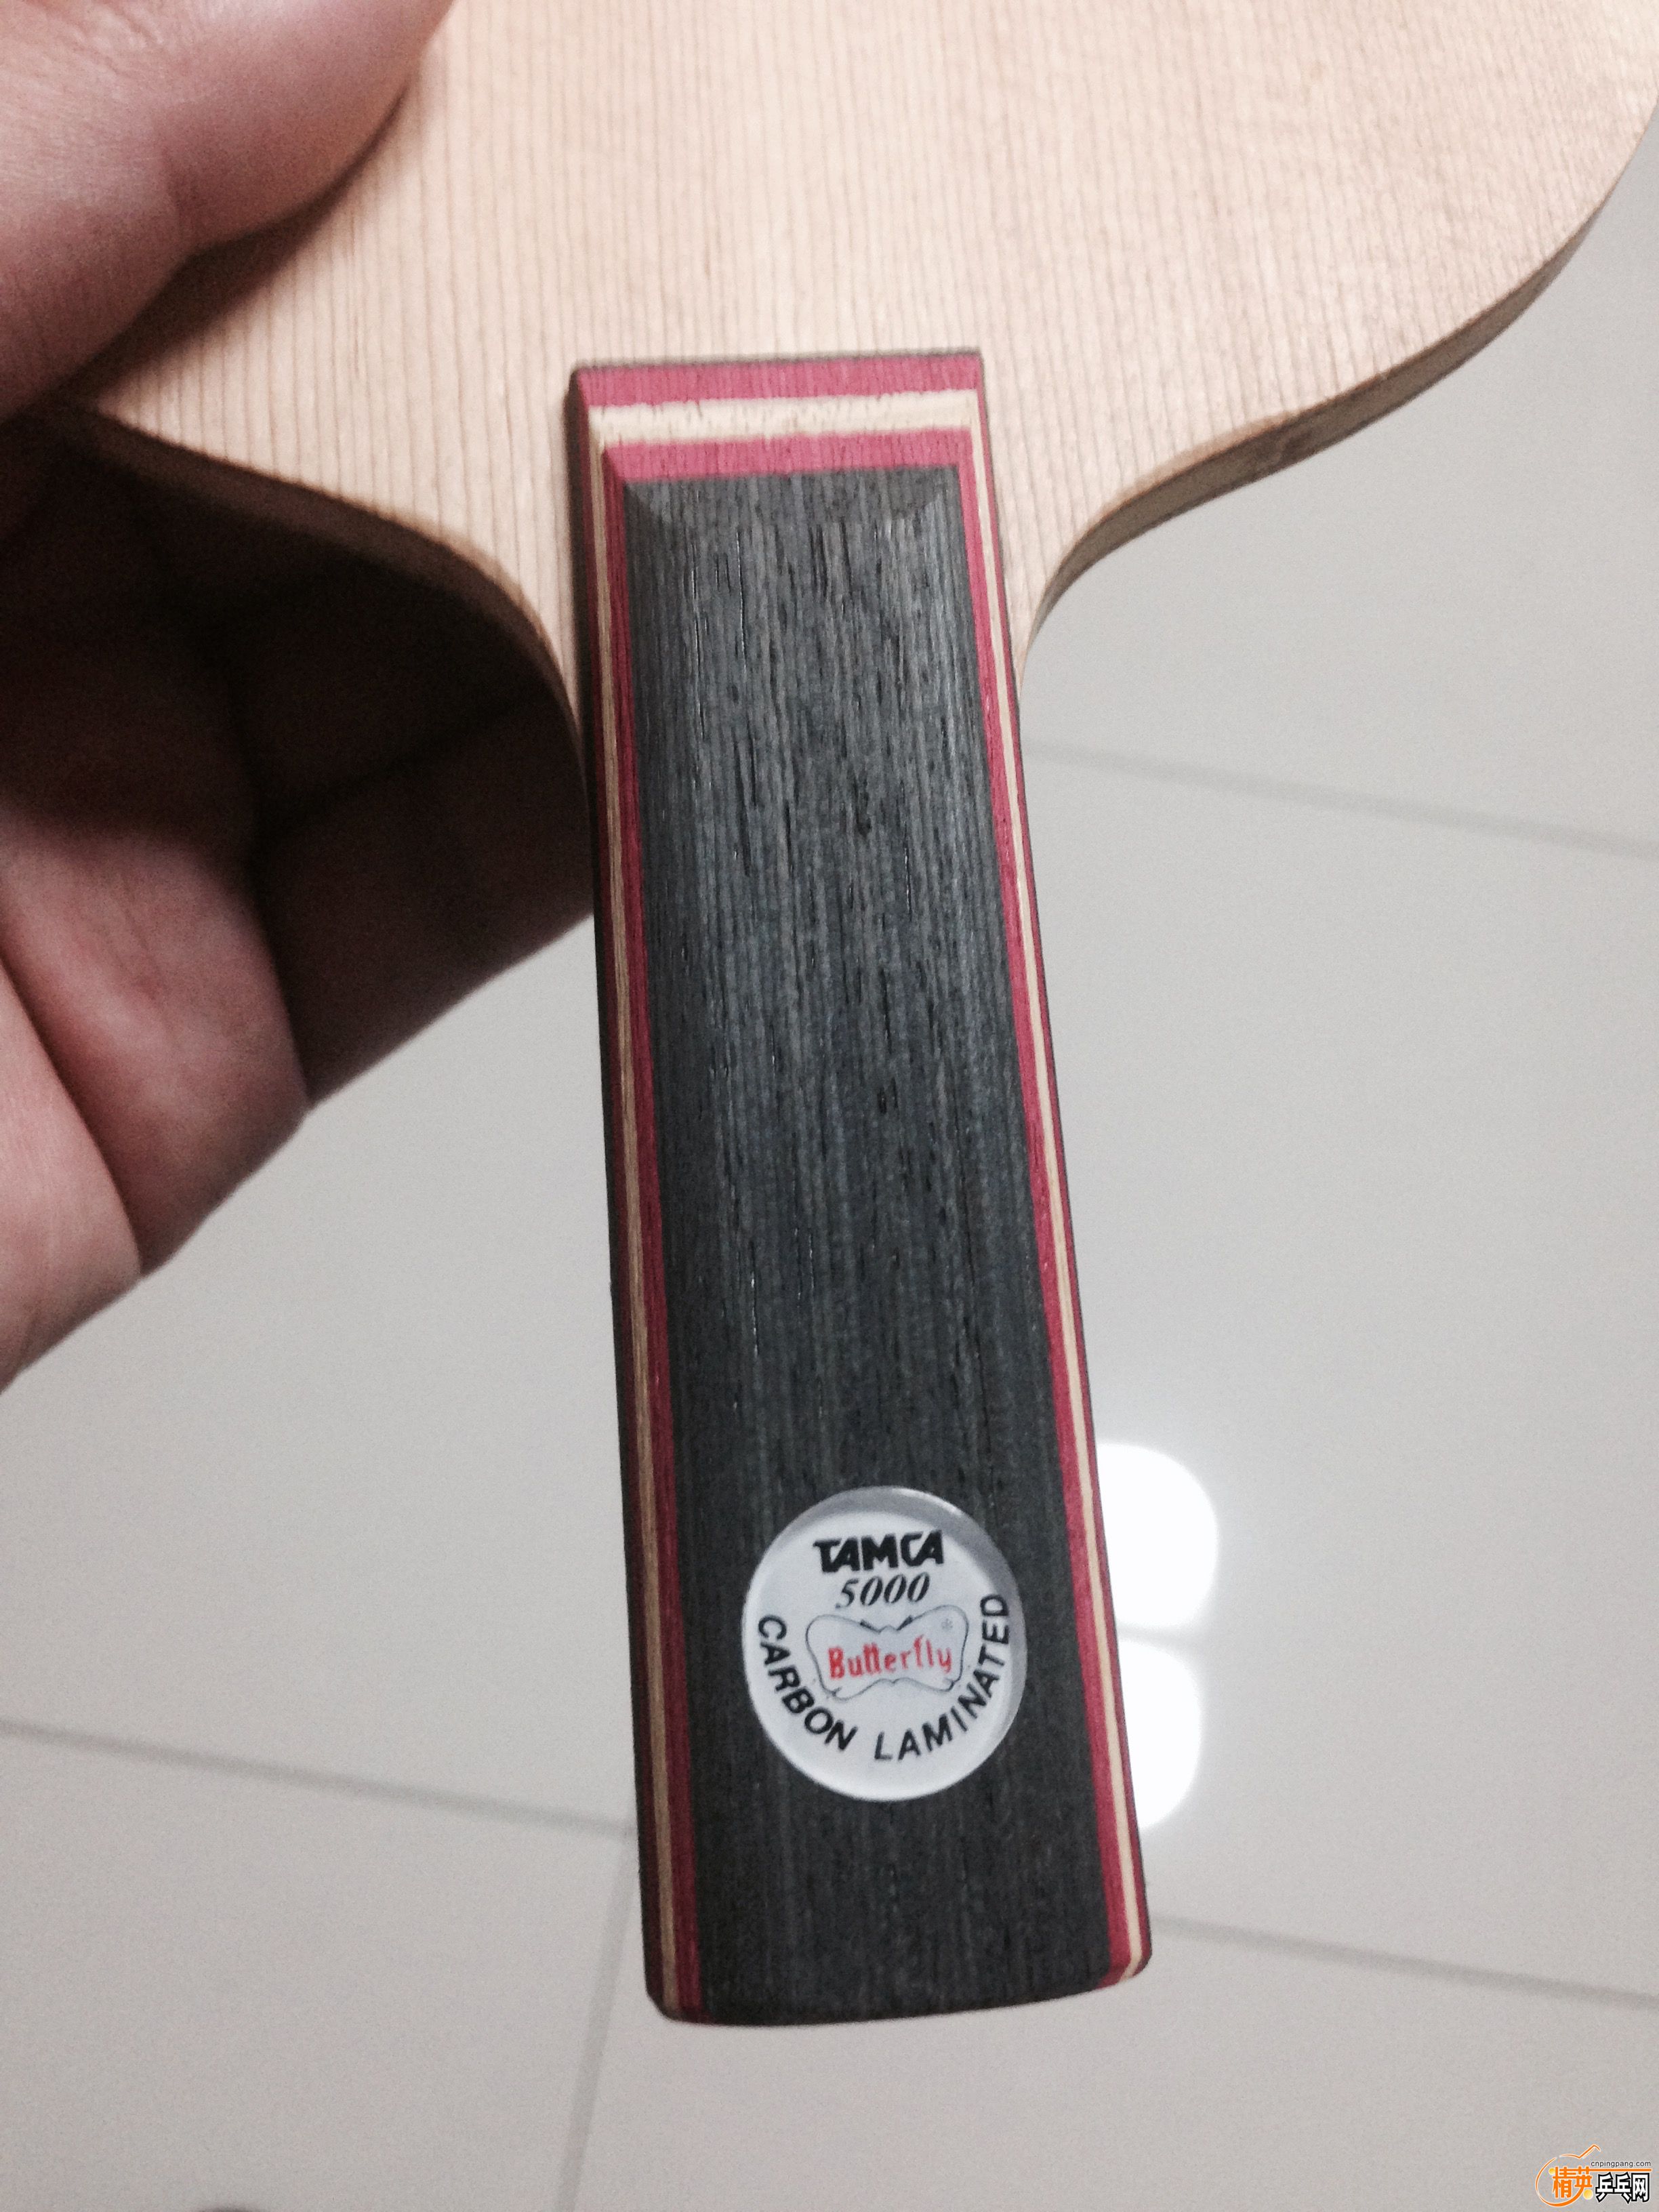 TAMCA
5000
Butterfly
CARBON LAMINATED
cnpingpang.com
精英乒乓网